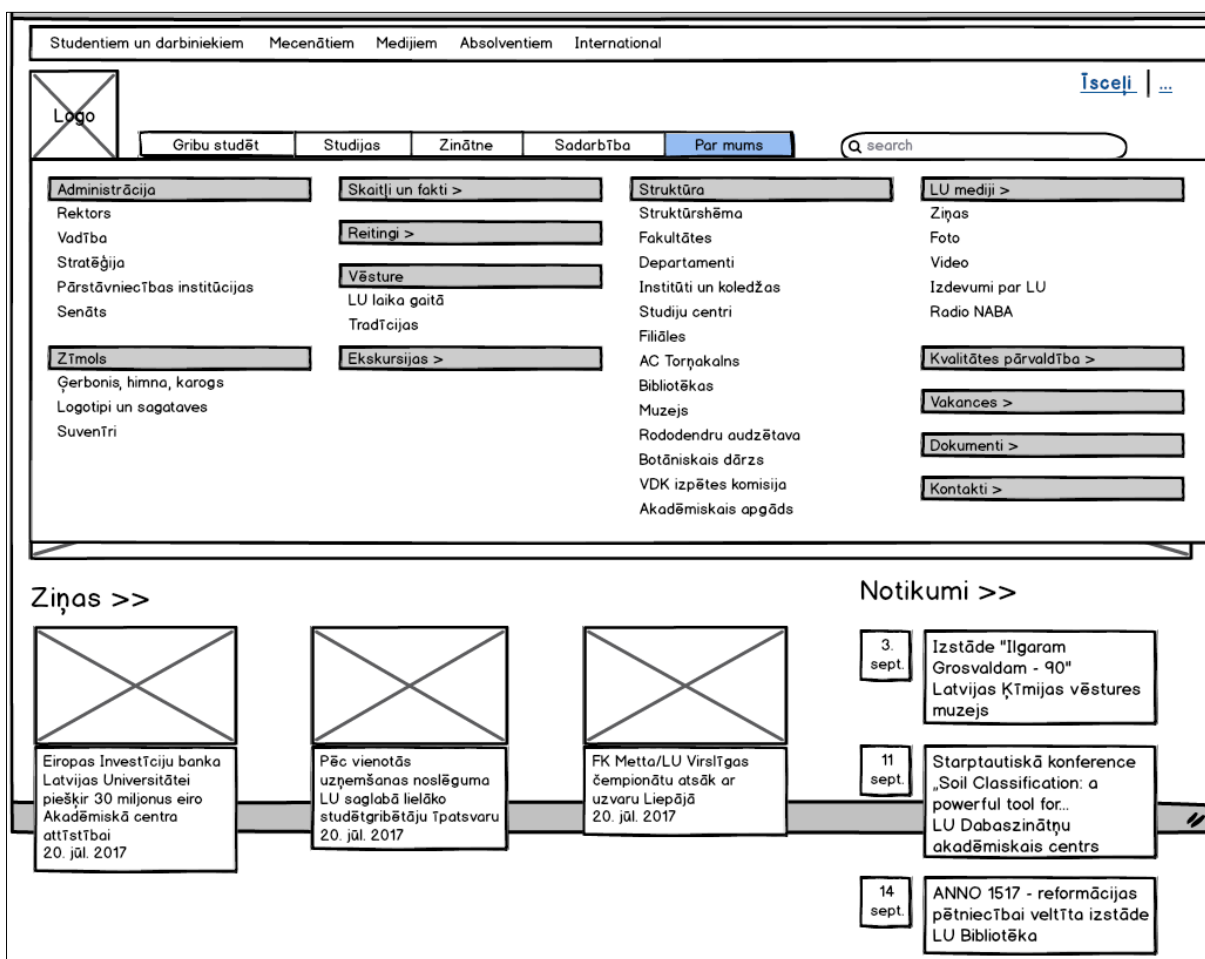 Studentiem un darbiniekiem Mecenātiem Medijiem Absolventiem International
Īsceļi | ...
Logo
Gribu studēt Studijas Zinātne Sadarbība Par mums search
Administrācija
Rektors
Vadība
Stratēģija
Pārstāvniecības institūcijas
Senāts
Zīmols
Ģerbonis, himna, karogs
Logotipi un sagataves
Suvenīri
Skaitļi un fakti >
Reitingi >
Vēsture
LU laika gaitā
Tradīcijas
Ekskursijas >
Struktūra
Struktūrshēma
Fakultātes
Departamenti
Institūti un koledžas
Studiju centri
Filiāles
AC Torņakalns
Bibliotēkas
Muzejs
Rododendru audzētava
Botāniskais dārzs
VDK izpētes komisija
Akadēmiskais apgāds
LU mediji >
Ziņas
Foto
Video
Izdevumi par LU
Radio NABA
Kvalitātes pārvaldība >
Vakances >
Dokumenti >
Kontakti >
Ziņas >>
Eiropas Investīciju banka
Latvijas Universitātei
piešķir 30 miljonus eiro
Akadēmiskā centra
attīstībai
20. jūl. 2017
Pēc vienotās
uzņemšanas noslēguma
LU saglabā lielāko
studētgribētāju īpatsvaru
20. jūl. 2017
FK Metta/LU Virslīgas
čempionātu atsāk ar
uzvaru Liepājā
20. jūl. 2017
Notikumi >>
3.
sept.
Izstāde "Ilgaram
Grosvaldam - 90"
Latvijas Ķīmijas vēstures
muzejs
11
sept.
Starptautiskā konference
„Soil Classification: a
powerful tool for...
LU Dabaszinātņu
akadēmiskais centrs
14
sept.
ANNO 1517 - reformācijas
pētniecībai veltīta izstāde
LU Bibliotēka